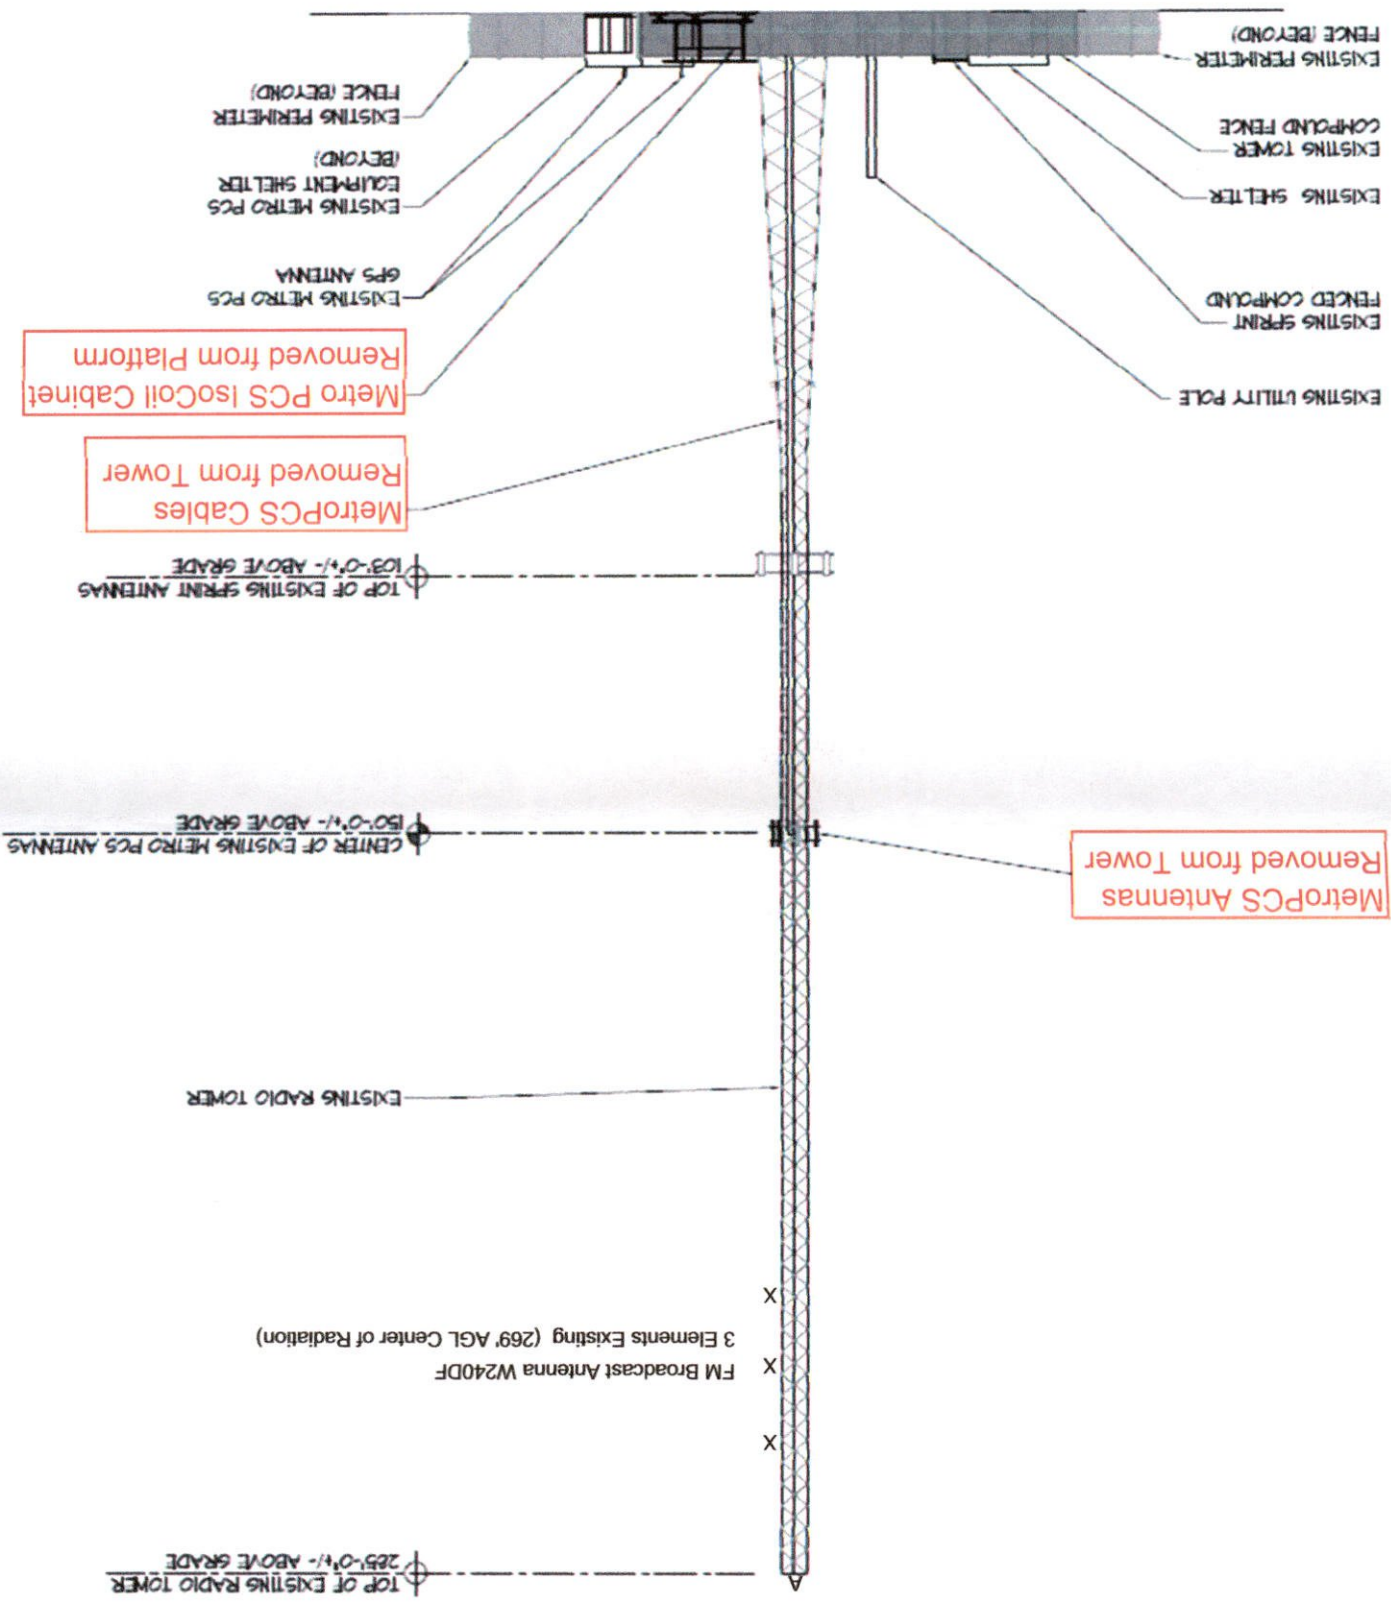 TOP OF EXISTING RADIO TOWER
285'-0"+/- ABOVE GRADE
X
X
X
FM Broadcast Antenna W240DF
3 Elements Existing (269' AGL Center of Radiation)
EXISTING RADIO TOWER
MetroPCS Antennas
Removed from Tower
CENTER OF EXISTING METRO PCS ANTENNAS
150'-0"+/- ABOVE GRADE
TOP OF EXISTING SPRINT ANTENNAS
103'-0"+/- ABOVE GRADE
MetroPCS Cables
Removed from Tower
Metro PCS IsoCoil Cabinet
Removed from Platform
EXISTING METRO PCS
GPS ANTENNA
EXISTING METRO PCS
EQUIPMENT SHELTER
(BEYOND)
EXISTING PERIMETER
FENCE (BEYOND)
EXISTING UTILITY POLE
EXISTING SPRINT
FENCED COMPOUND
EXISTING SHELTER
EXISTING TOWER
COMPOUND FENCE
EXISTING PERIMETER
FENCE (BEYOND)